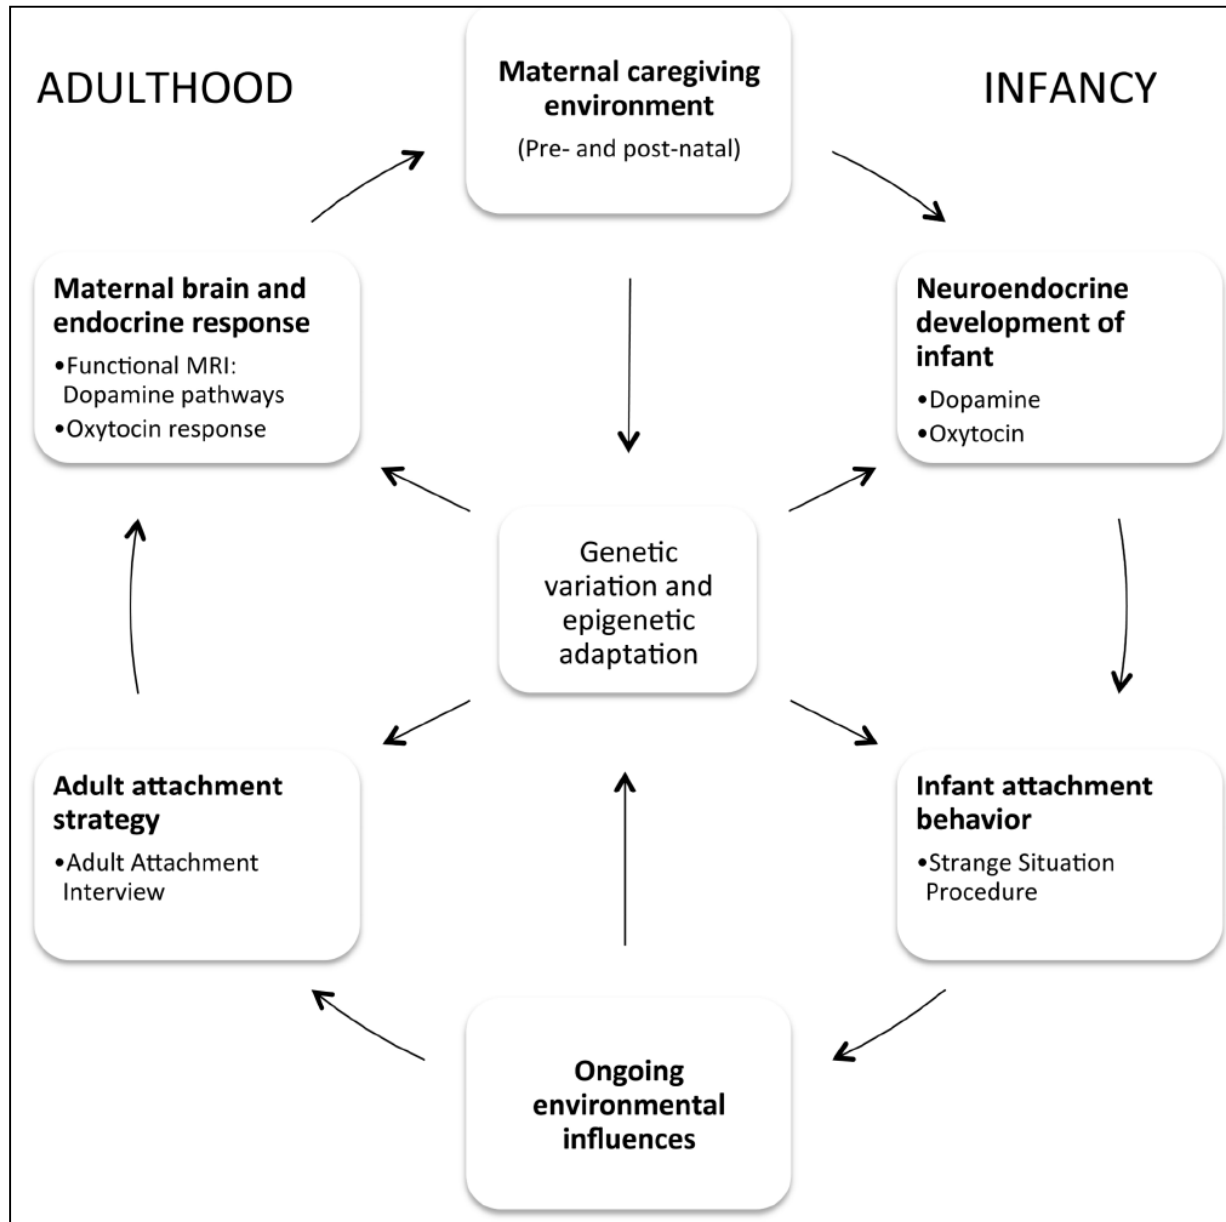 ADULTHOOD
INFANCY
Maternal caregiving
environment
(Pre- and post-natal)
Maternal brain and
endocrine response
•Functional MRI:
Dopamine pathways
•Oxytocin response
Neuroendocrine
development of
infant
•Dopamine
•Oxytocin
Genetic
variation and
epigenetic
adaptation
Adult attachment
strategy
•Adult Attachment
Interview
Infant attachment
behavior
•Strange Situation
Procedure
Ongoing
environmental
influences